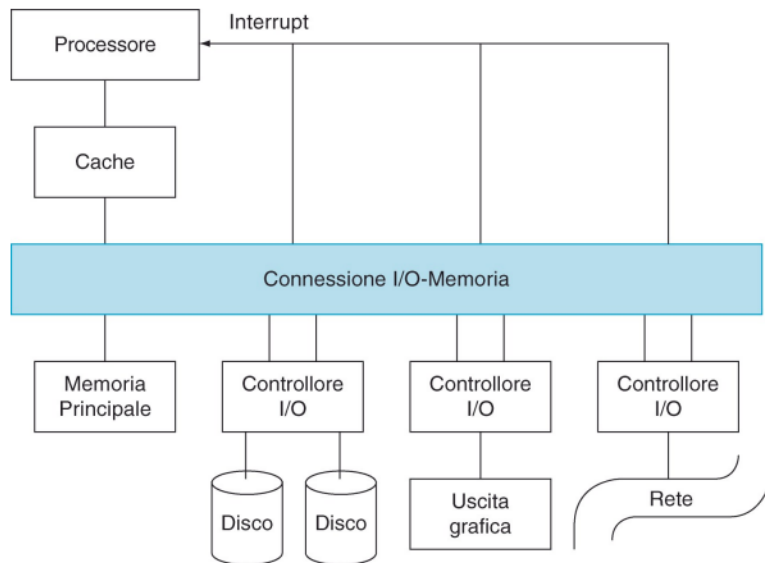 Interrupt
Processore
Cache
Connessione I/O-Memoria
Memoria
Principale
Controllore
I/O
Controllore
I/O
Controllore
I/O
Disco
Disco
Uscita
grafica
Rete